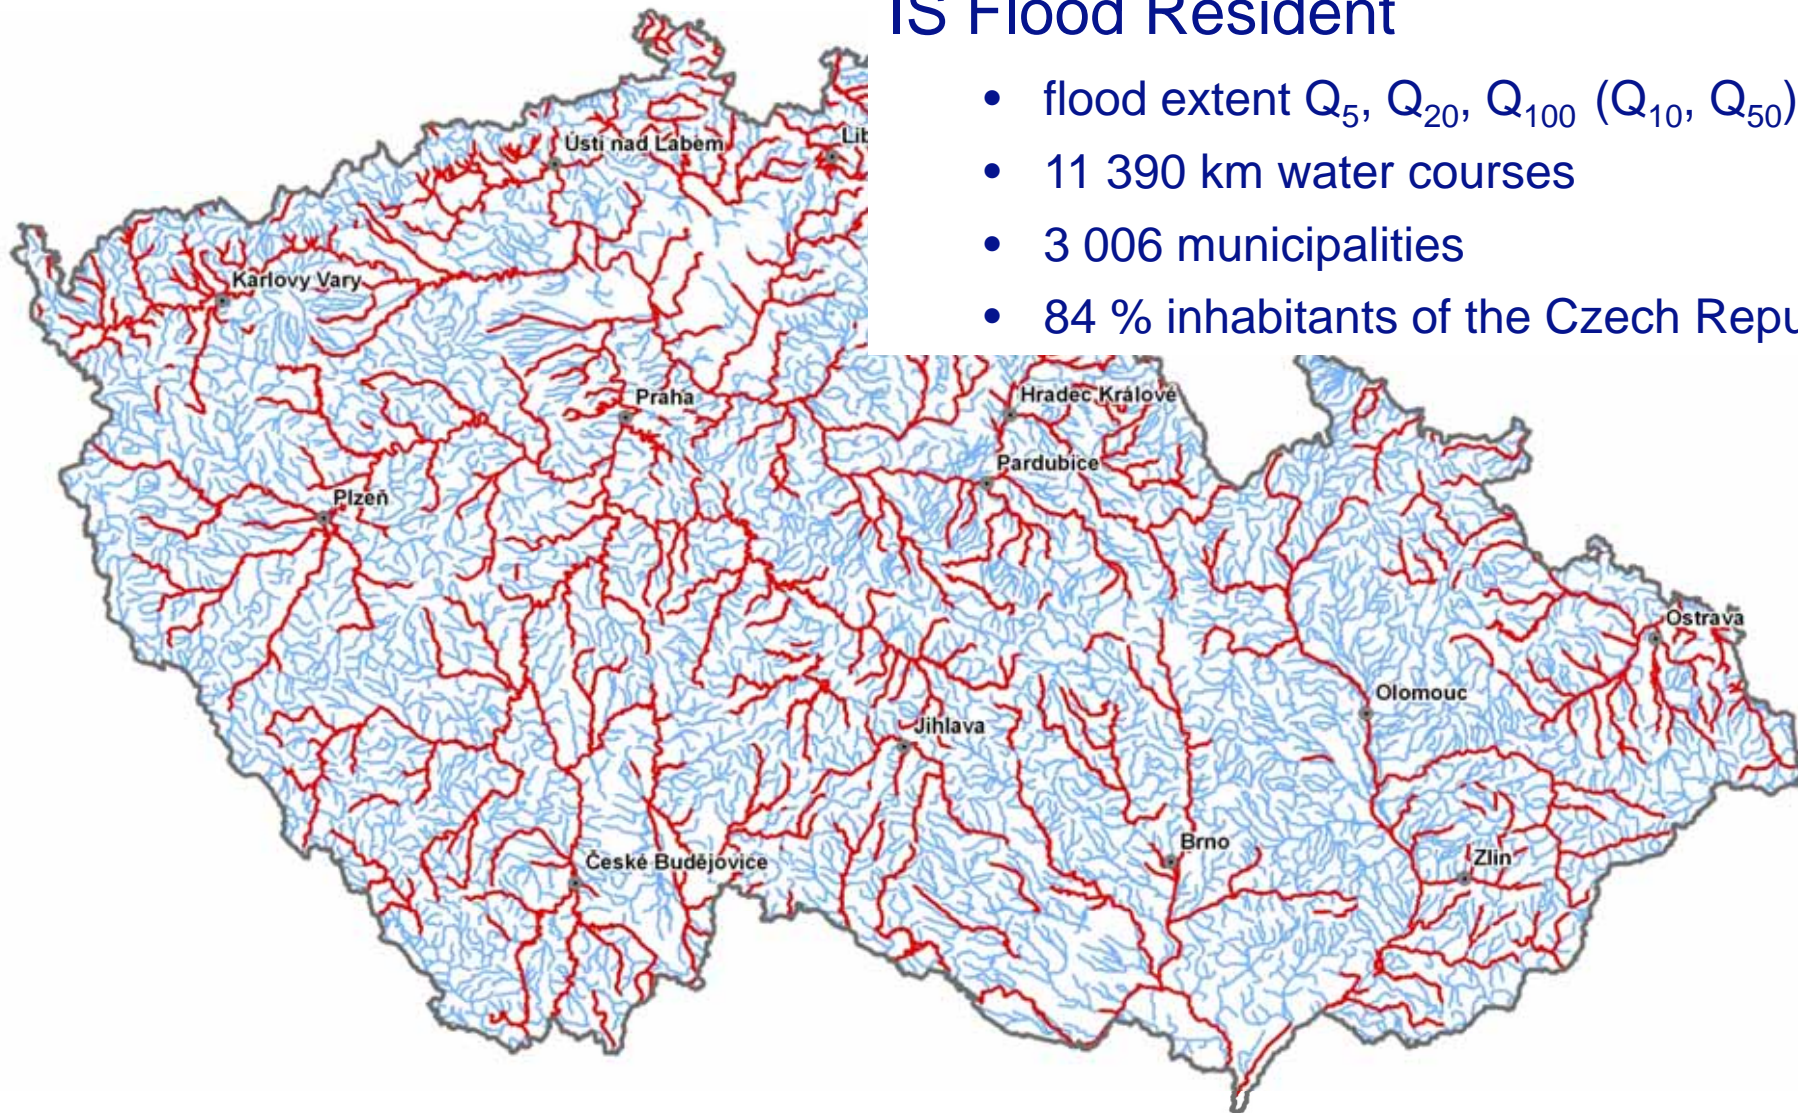 IS Flood Resident
• flood extent Q₅, Q₂₀, Q₁₀₀ (Q₁₀, Q₅₀)
• 11 390 km water courses
• 3 006 municipalities
• 84 % inhabitants of the Czech Repu
Ústí nad Labem
Lib
Karlovy Vary
Praha
Hradec Králové
Pardubice
Plzeň
Ostrava
Olomouc
Jihlava
Brno
České Budějovice
Zlín